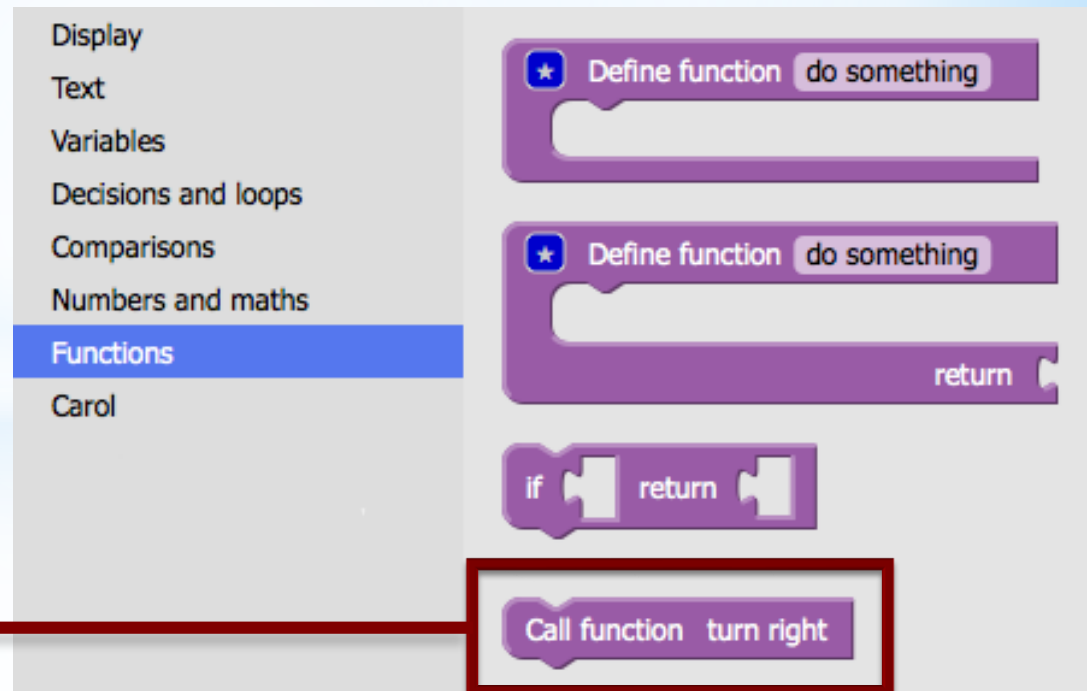 Display
Text
Variables
Decisions and loops
Comparisons
Numbers and maths
Functions
Carol
Define function do something
Define function do something
return
if return
Call function turn right